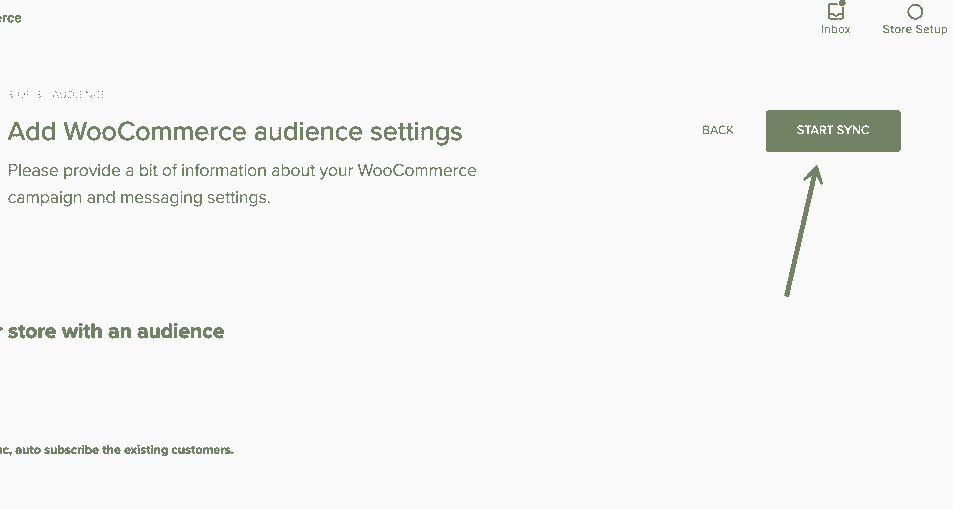 erce
Inbox
Store Setup
Add WooCommerce audience settings
BACK
START SYNC
Please provide a bit of information about your WooCommerce
campaign and messaging settings.
r store with an audience
nc, auto subscribe the existing customers.